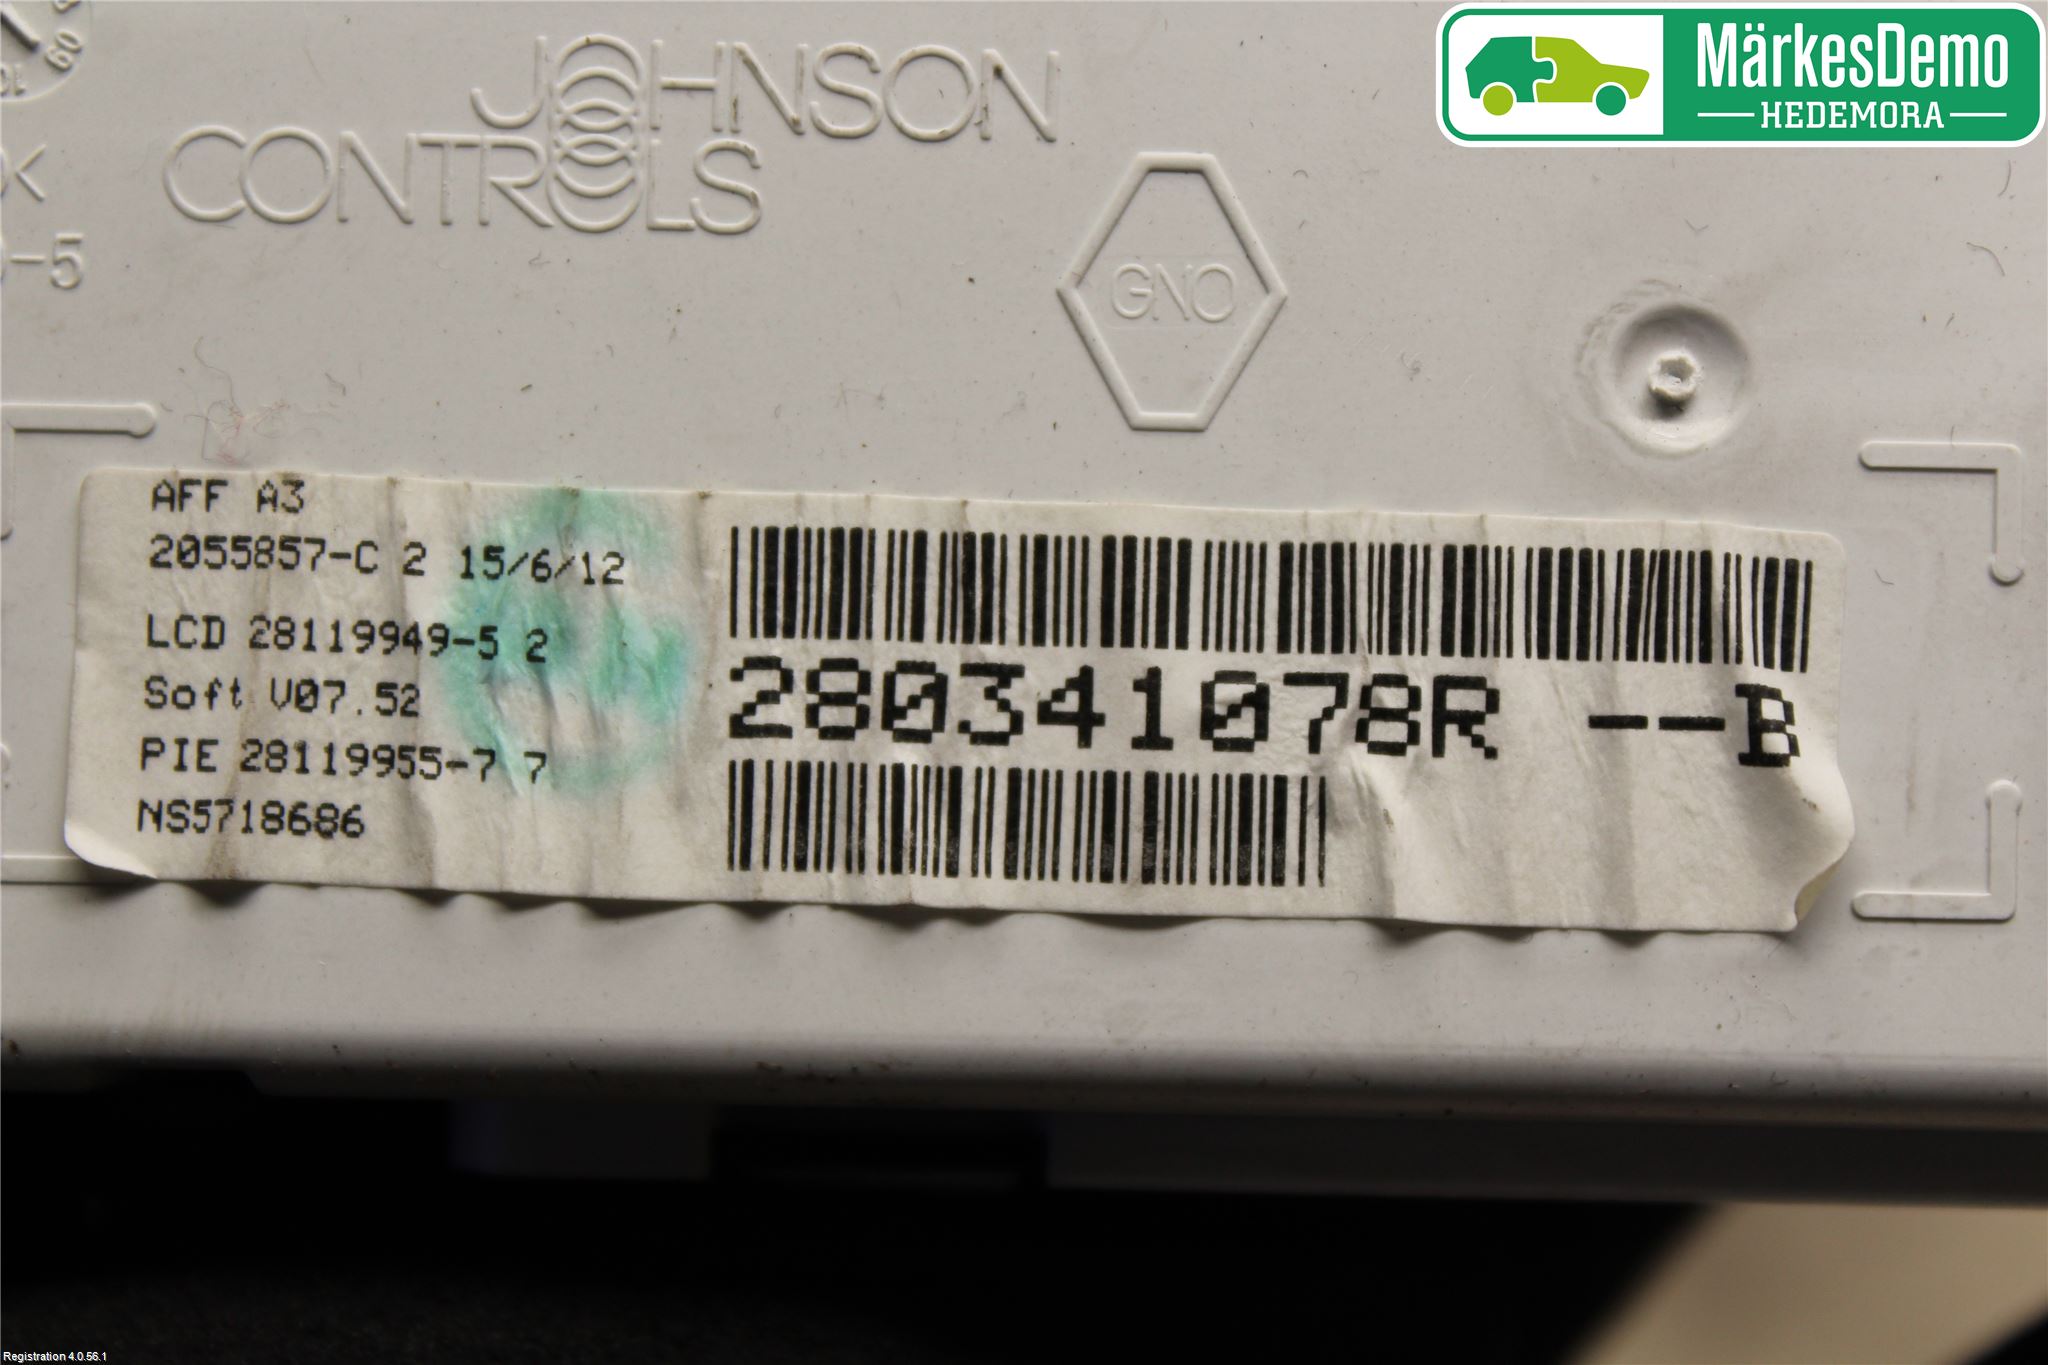 MärkesDemo
HEDEMORA
JOHNSON
CONTROLS
-5
GNO
AFF A3
2055857-C 2 15/6/12
LCD 28119949-5 2
Soft V07.52
PIE 28119955-7 7
NS5718686
280341078R --B
Registration 4.0.56.1